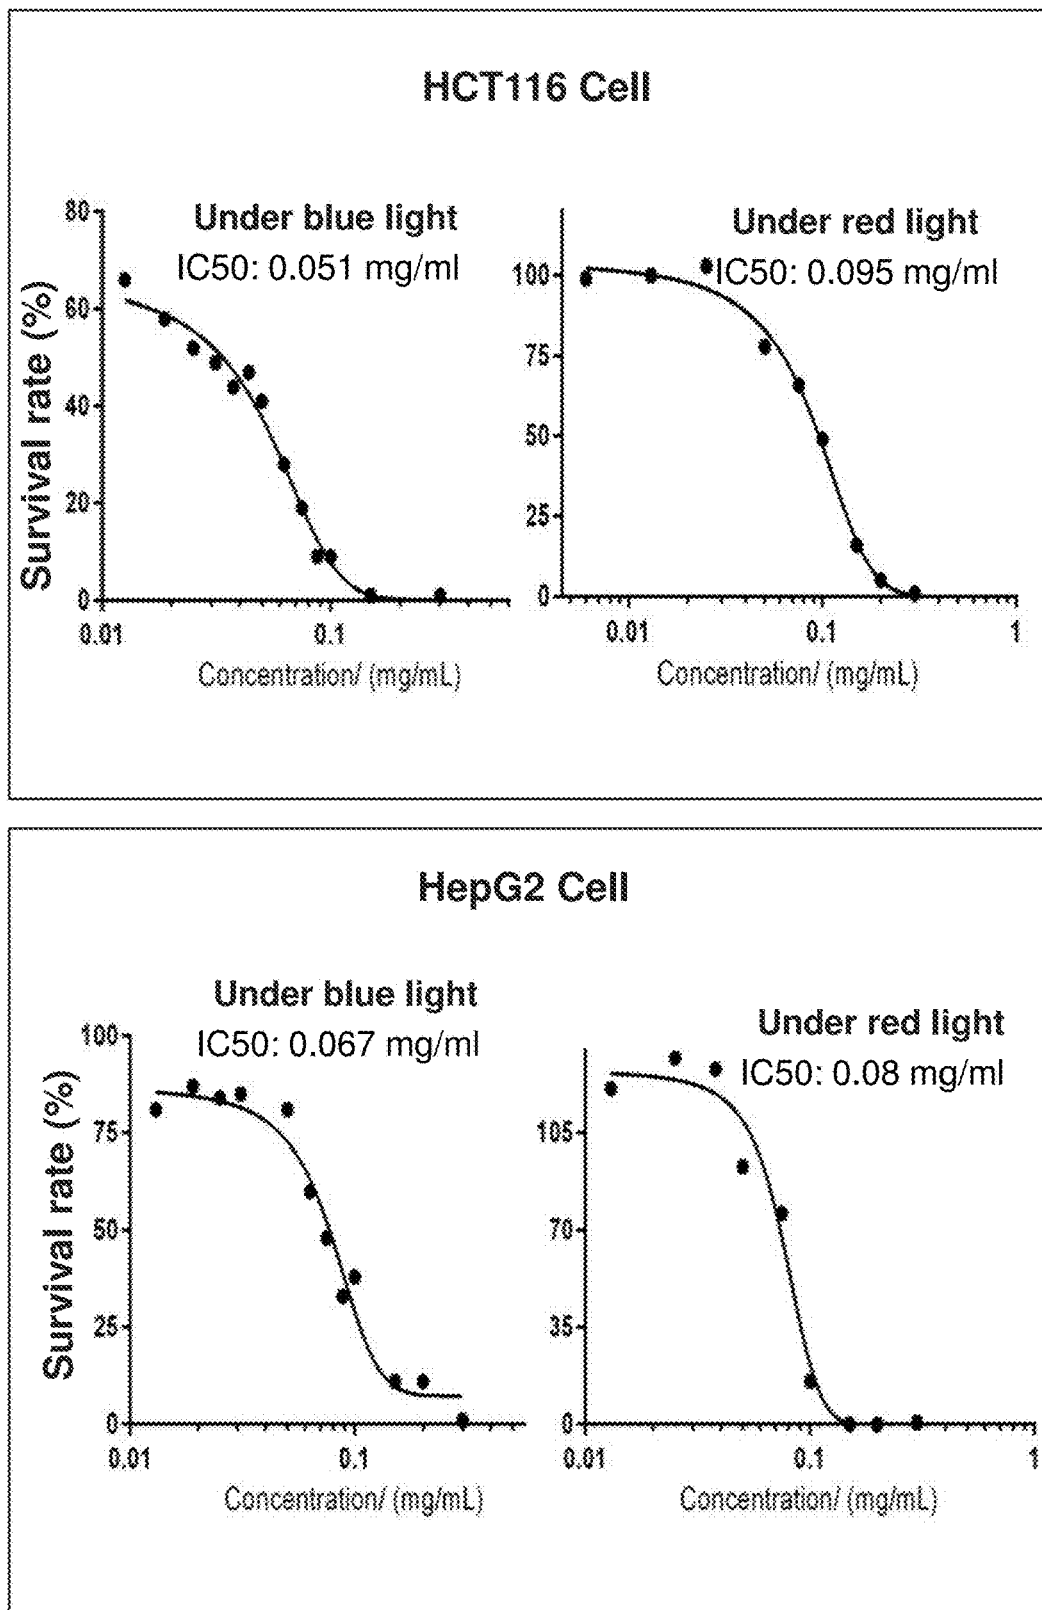 HCT116 Cell
Under blue light
IC50: 0.051 mg/ml
Survival rate (%)
80
60
40
20
0
0.01
0.1
Concentration/ (mg/mL)
Under red light
IC50: 0.095 mg/ml
100
75
50
25
0
0.01
0.1
1
Concentration/ (mg/mL)
HepG2 Cell
Under blue light
IC50: 0.067 mg/ml
Survival rate (%)
100
75
50
25
0
0.01
0.1
Concentration/ (mg/mL)
Under red light
IC50: 0.08 mg/ml
105
70
35
0
0.01
0.1
1
Concentration/ (mg/mL)